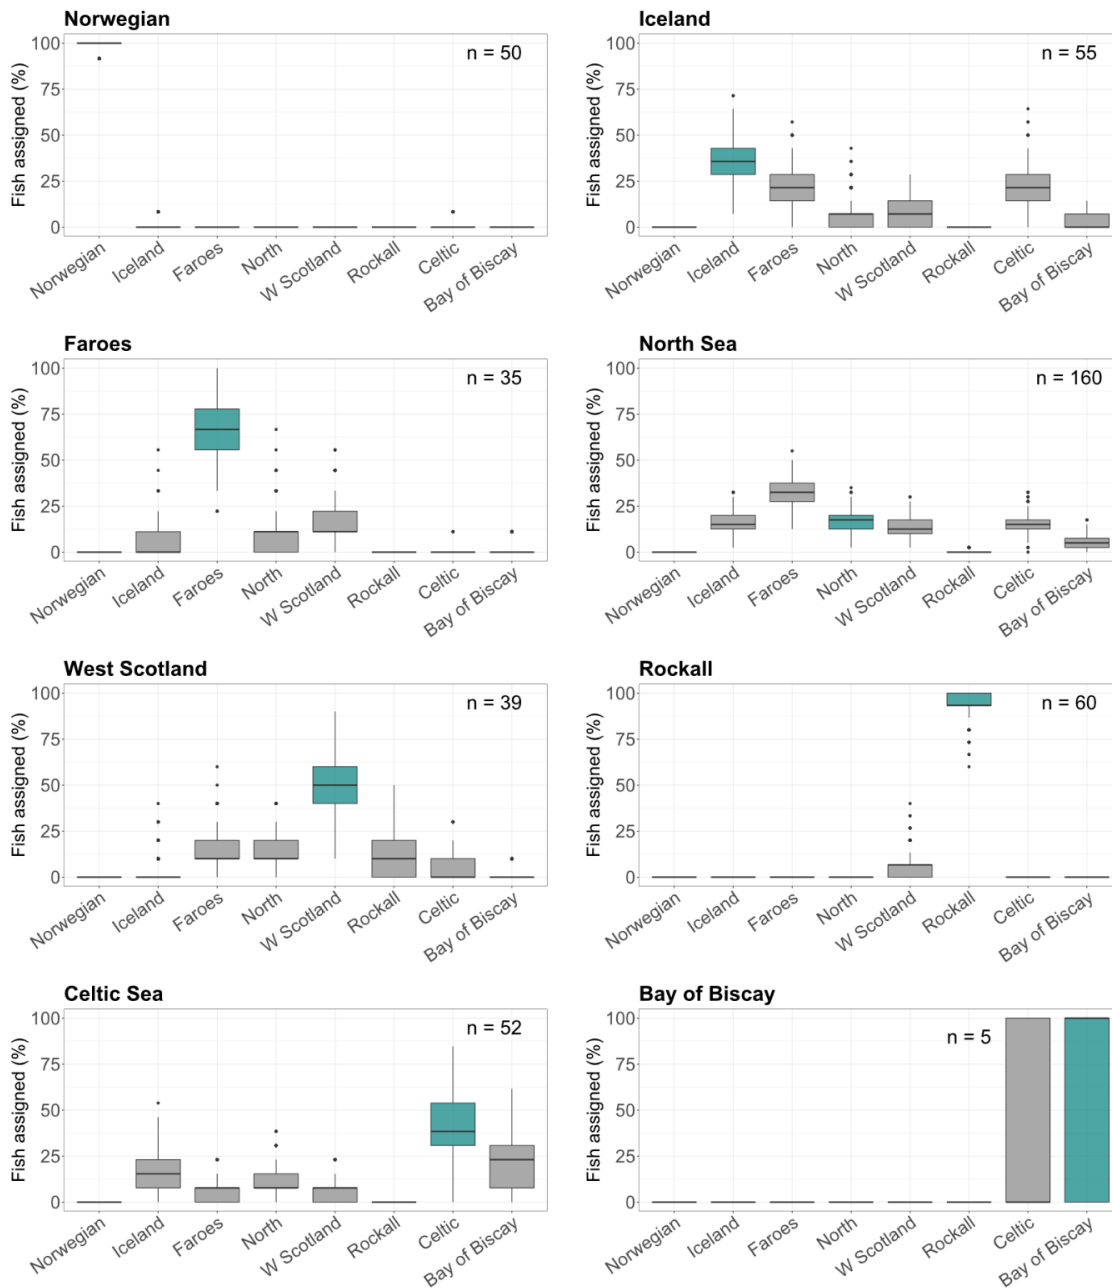 Norwegian
Fish assigned (%)
100
75
50
25
0
n = 50
Norwegian Iceland Faroes North W Scotland Rockall Celtic Bay of Biscay
Iceland
Fish assigned (%)
100
75
50
25
0
n = 55
Norwegian Iceland Faroes North W Scotland Rockall Celtic Bay of Biscay
Faroes
Fish assigned (%)
100
75
50
25
0
n = 35
Norwegian Iceland Faroes North W Scotland Rockall Celtic Bay of Biscay
North Sea
Fish assigned (%)
100
75
50
25
0
n = 160
Norwegian Iceland Faroes North W Scotland Rockall Celtic Bay of Biscay
West Scotland
Fish assigned (%)
100
75
50
25
0
n = 39
Norwegian Iceland Faroes North W Scotland Rockall Celtic Bay of Biscay
Rockall
Fish assigned (%)
100
75
50
25
0
n = 60
Norwegian Iceland Faroes North W Scotland Rockall Celtic Bay of Biscay
Celtic Sea
Fish assigned (%)
100
75
50
25
0
n = 52
Norwegian Iceland Faroes North W Scotland Rockall Celtic Bay of Biscay
Bay of Biscay
Fish assigned (%)
100
75
50
25
0
n = 5
Norwegian Iceland Faroes North W Scotland Rockall Celtic Bay of Biscay